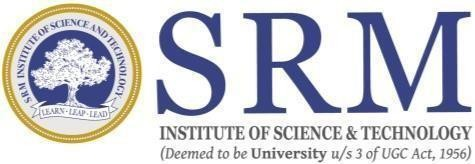 SRM INSTITUTE OF SCIENCE AND TECHNOLOGY
LEARN · LEAP · LEAD
SRM
INSTITUTE OF SCIENCE & TECHNOLOGY
(Deemed to be University u/s 3 of UGC Act, 1956)